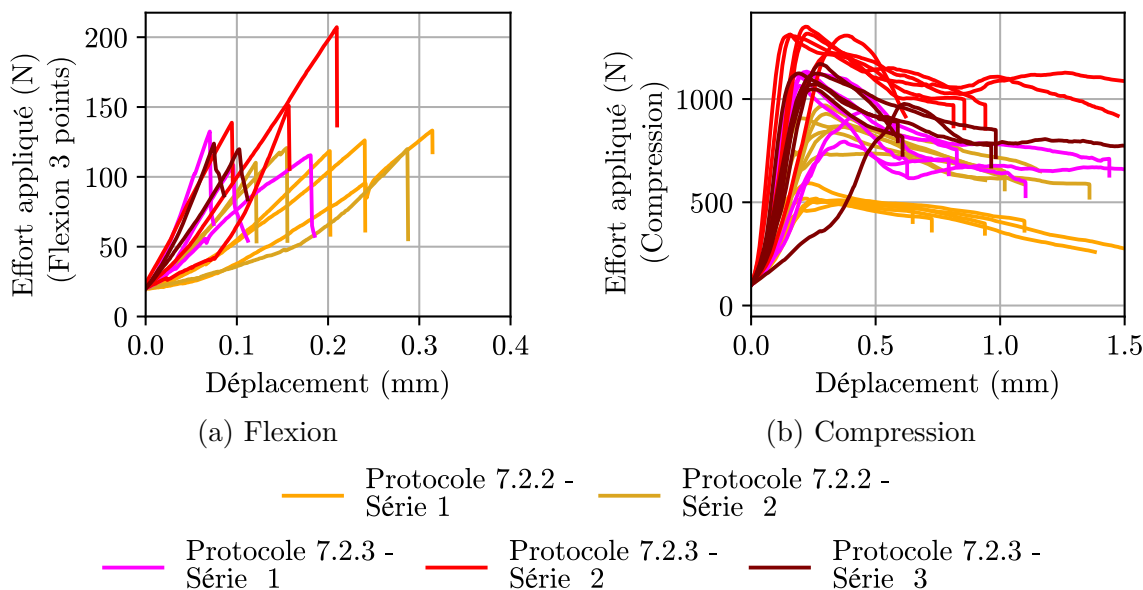 Effort appliqué (N)
(Flexion 3 points)
200
150
100
50
0
0.0 0.1 0.2 0.3 0.4
Déplacement (mm)
(a) Flexion
Effort appliqué (N)
(Compression)
1000
500
0
0.0 0.5 1.0 1.5
Déplacement (mm)
(b) Compression
Protocole 7.2.2 -
Série 1
Protocole 7.2.2 -
Série 2
Protocole 7.2.3 -
Série 1
Protocole 7.2.3 -
Série 2
Protocole 7.2.3 -
Série 3